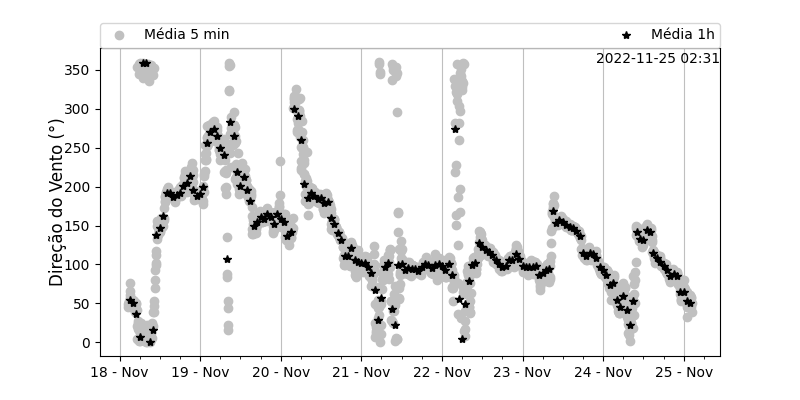 Média 5 min
Média 1h
2022-11-25 02:31
Direção do Vento (°)
350
300
250
200
150
100
50
0
18 - Nov
19 - Nov
20 - Nov
21 - Nov
22 - Nov
23 - Nov
24 - Nov
25 - Nov